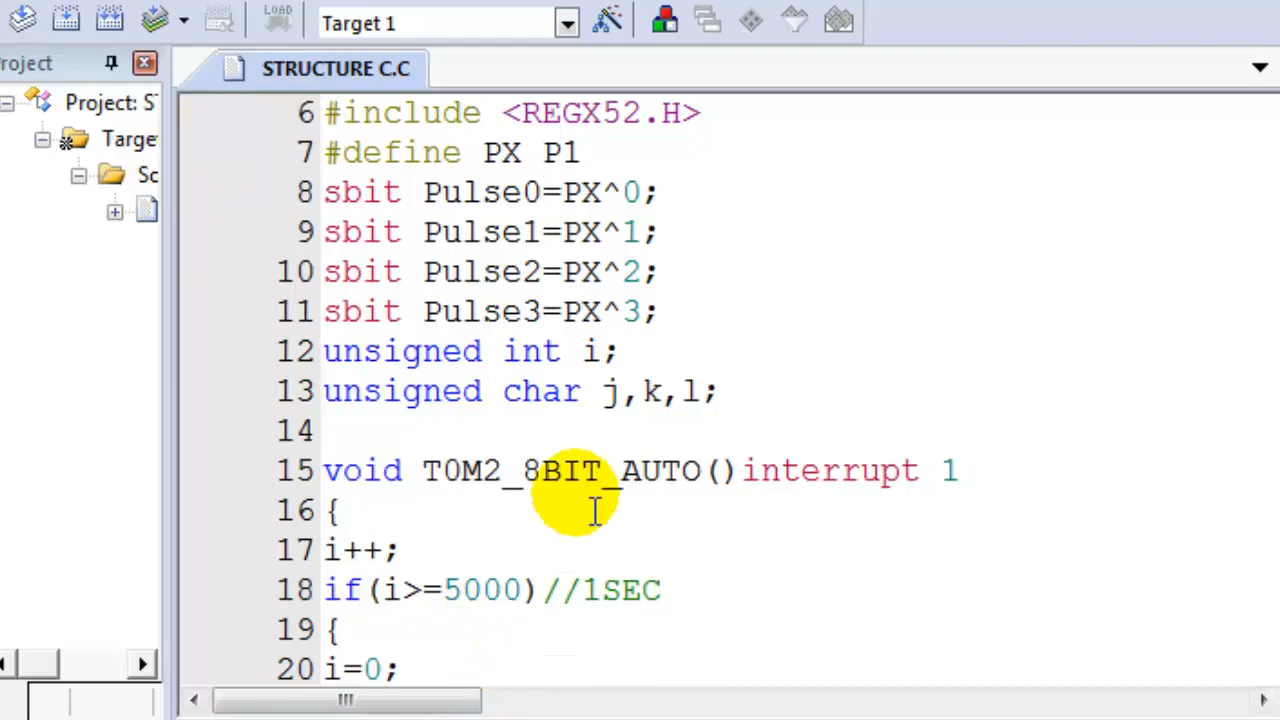 LOAD
Target 1
roject
STRUCTURE C.C
Project: S
Targe
Sc
6 #include <REGX52.H>
7 #define PX P1
8 sbit Pulse0=PX^0;
9 sbit Pulse1=PX^1;
10 sbit Pulse2=PX^2;
11 sbit Pulse3=PX^3;
12 unsigned int i;
13 unsigned char j,k,l;
14
15 void T0M2_8BIT_AUTO()interrupt 1
16 {
17 i++;
18 if(i>=5000)//1SEC
19 {
20 i=0;